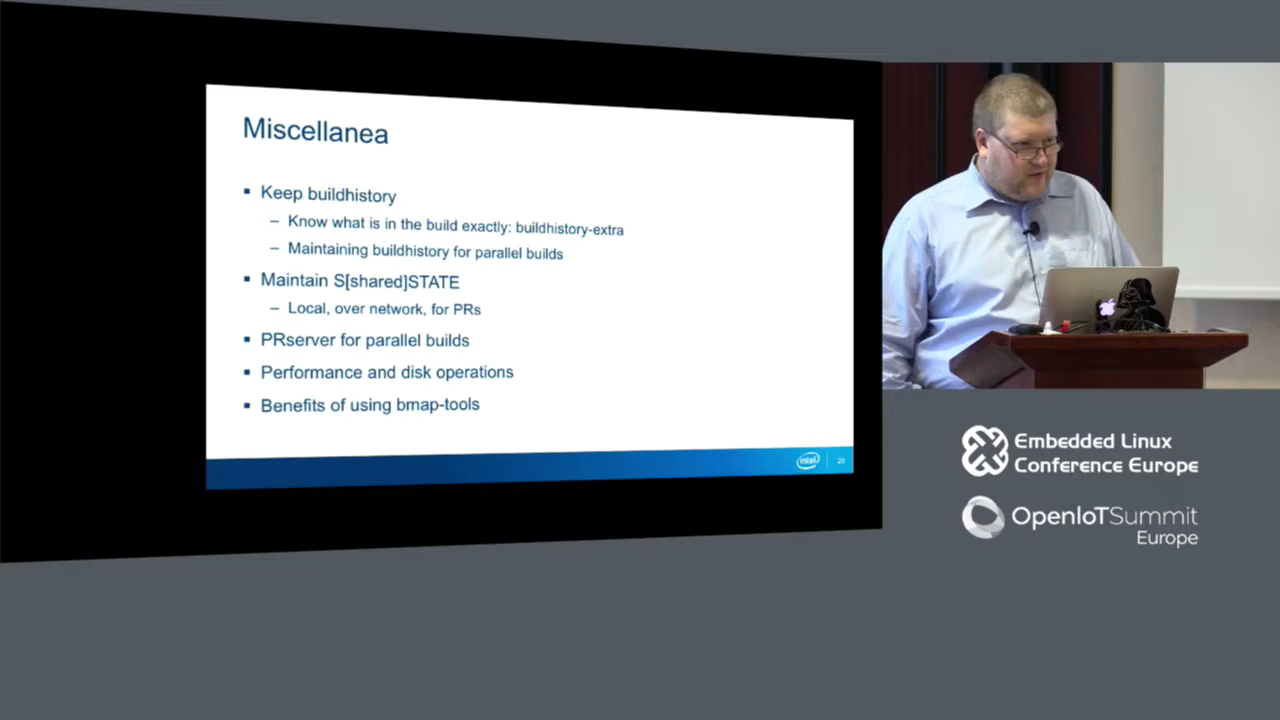 Miscellanea
▪ Keep buildhistory
– Know what is in the build exactly: buildhistory-extra
– Maintaining buildhistory for parallel builds
▪ Maintain S[shared]STATE
– Local, over network, for PRs
▪ PRserver for parallel builds
▪ Performance and disk operations
▪ Benefits of using bmap-tools
intel
Embedded Linux
Conference Europe
OpenIoTSummit
Europe